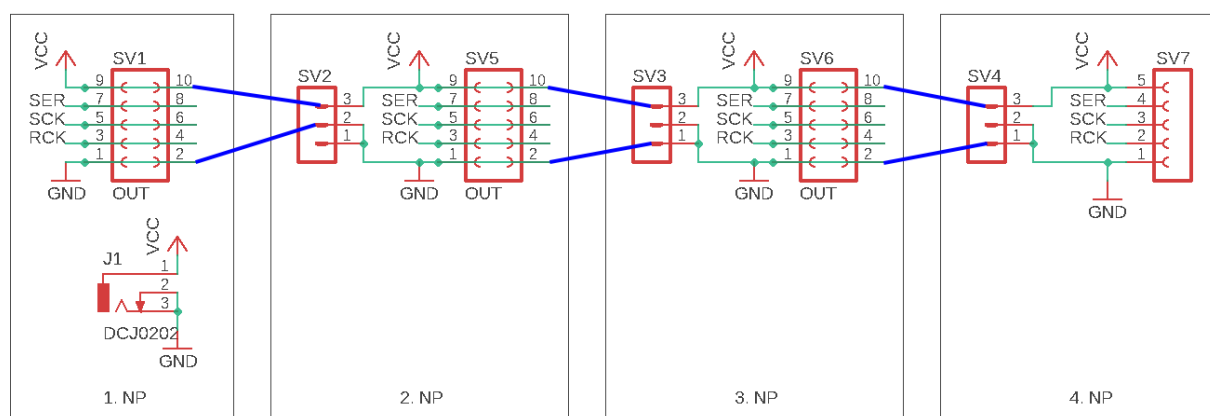 VCC SV1
9 10
SER 7 8
SCK 5 6
RCK 3 4
1 2
GND OUT
VCC
J1 1
2
3
DCJ0202
GND
1. NP
SV2 VCC SV5
3 9 10
SER 7 8
2 SCK 5 6
1 RCK 3 4
1 2
GND OUT
2. NP
SV3 VCC SV6
3 9 10
SER 7 8
2 SCK 5 6
1 RCK 3 4
1 2
GND OUT
3. NP
SV4 VCC SV7
5
3 SER 4
2 SCK 3
1 RCK 2
1
GND
4. NP